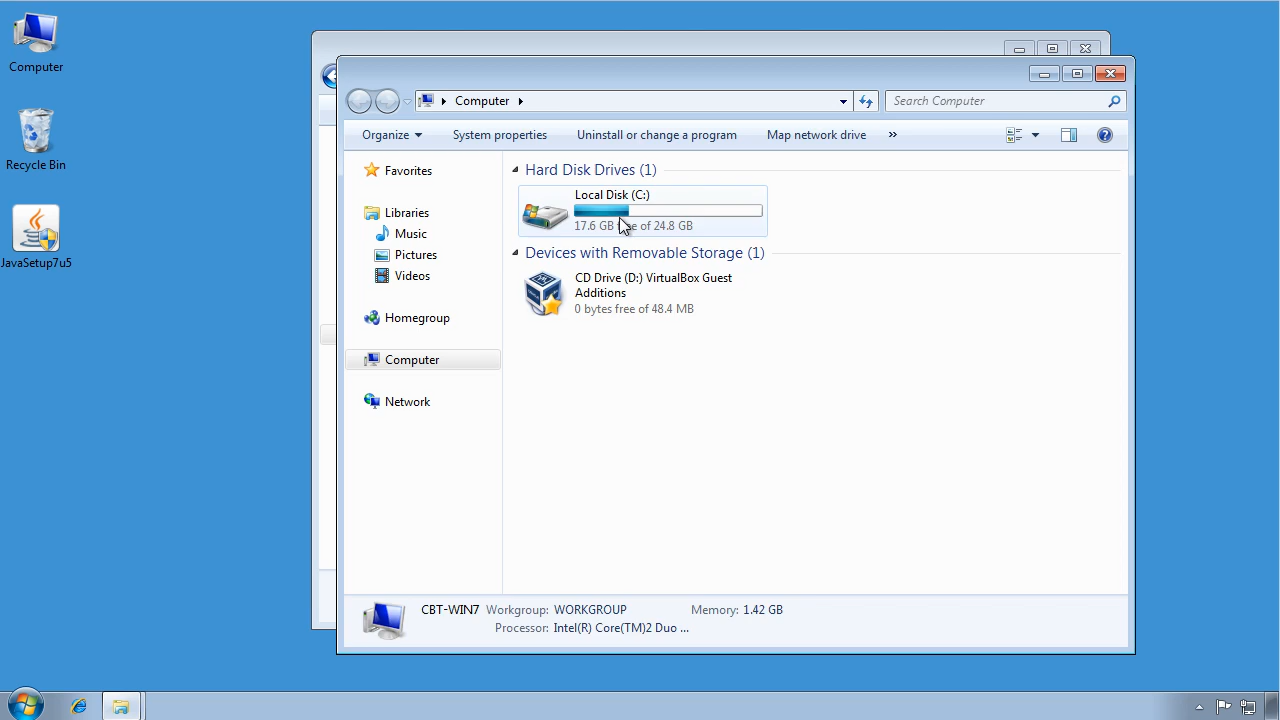 Computer
Recycle Bin
JavaSetup7u5
Computer
Search Computer
Organize
System properties
Uninstall or change a program
Map network drive
»
Favorites
Libraries
Music
Pictures
Videos
Homegroup
Computer
Network
Hard Disk Drives (1)
Local Disk (C:)
17.6 GB free of 24.8 GB
Devices with Removable Storage (1)
CD Drive (D:) VirtualBox Guest
Additions
0 bytes free of 48.4 MB
CBT-WIN7 Workgroup: WORKGROUP Memory: 1.42 GB
Processor: Intel(R) Core(TM)2 Duo ...